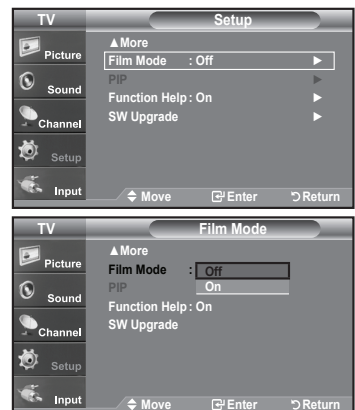 TV
Setup
Picture
Sound
Channel
Setup
Input
▲More
Film Mode : Off ►
PIP ►
Function Help : On ►
SW Upgrade ►
Move Enter Return
TV
Film Mode
Picture
Sound
Channel
Setup
Input
▲More
Film Mode : Off
PIP On
Function Help : On
SW Upgrade
Move Enter Return